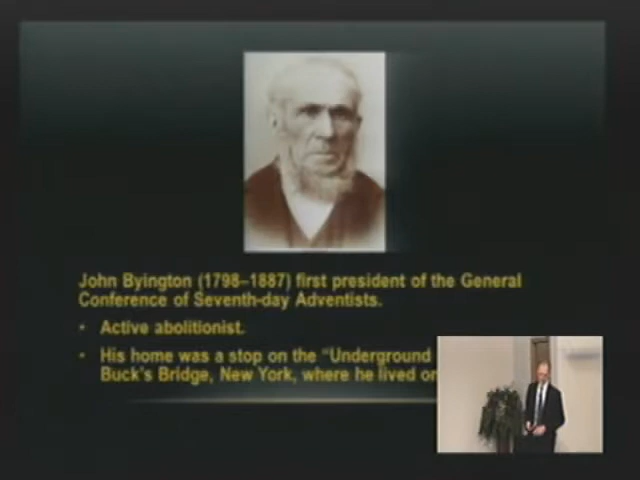 John Byington (1798–1887) first president of the General
Conference of Seventh-day Adventists.
• Active abolitionist.
• His home was a stop on the “Underground
Buck's Bridge, New York, where he lived on